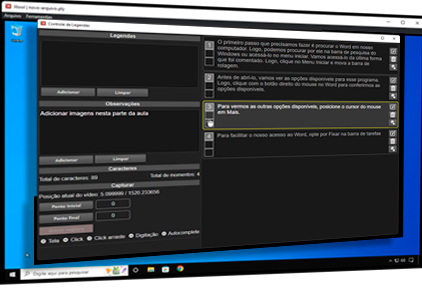 Rbool | novo-arquivo.ply
Arquivo Ferramentas
Controle de Legendas
Legendas
Adicionar Limpar
Observações
Adicionar imagens nesta parte da aula
Adicionar Limpar
Caracteres
Total de caracteres: 89 Total de momentos: 4
Capturar
Posição atual do vídeo: 5.099999 / 1520.233656
Ponto inicial 0
Ponto final 0
Tela Click Click arraste Digitação Autocomplete
1
O primeiro passo que precisamos fazer é procurar o Word em nosso
computador. Logo, podemos procurar por ele na barra de pesquisa do
Windows ou acessá-lo no menu Iniciar. Vamos acessá-lo da última forma
que foi comentado. Logo, clique no Menu Iniciar e mova a barra de
rolagem.
2
Antes de abri-lo, vamos ver as opções disponíveis para esse programa.
Logo, clique com o botão direito do mouse no Word para conferirmos as
opções disponíveis.
3
Para vermos as outras opções disponíveis, posicione o cursor do mouse
em Mais.
4
Para facilitar o nosso acesso ao Word, opte por Fixar na barra de tarefas
Digite aqui para pesquisar